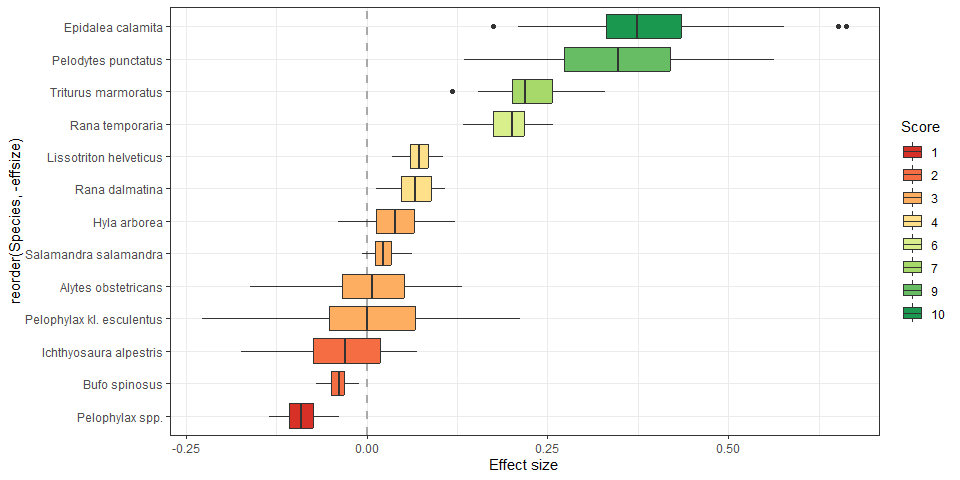 reorder(Species, -effsize)
Epidalea calamita
Pelodytes punctatus
Triturus marmoratus
Rana temporaria
Lissotriton helveticus
Rana dalmatina
Hyla arborea
Salamandra salamandra
Alytes obstetricans
Pelophylax kl. esculentus
Ichthyosaura alpestris
Bufo spinosus
Pelophylax spp.
-0.25 0.00 0.25 0.50
Effect size
Score
1
2
3
4
6
7
9
10